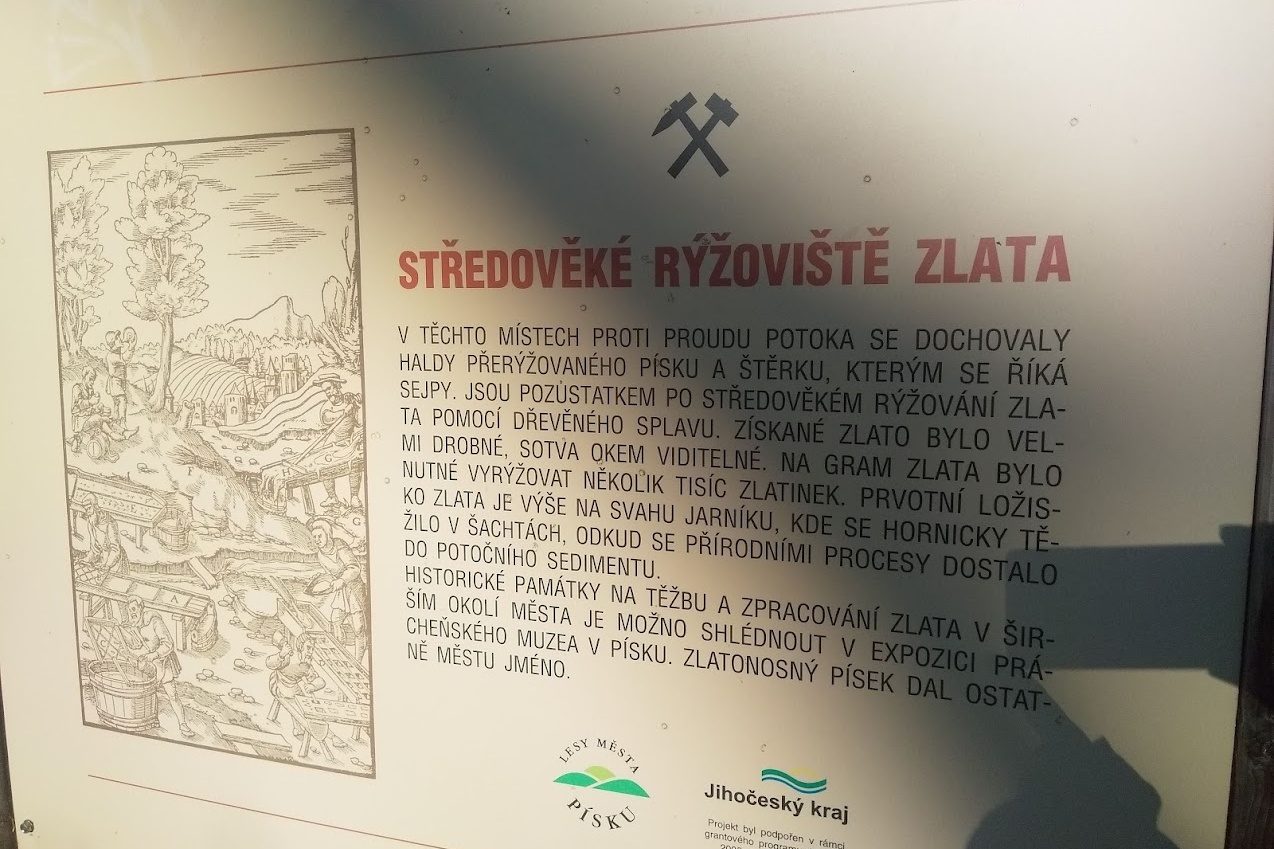 STŘEDOVĚKÉ RÝŽOVIŠTĚ ZLATA
V TĚCHTO MÍSTECH PROTI PROUDU POTOKA SE DOCHOVALY
HALDY PŘERÝŽOVANÉHO PÍSKU A ŠTĚRKU, KTERÝM SE ŘÍKÁ
SEJPY. JSOU POZŮSTATKEM PO STŘEDOVĚKÉM RÝŽOVÁNÍ ZLA-
TA POMOCÍ DŘEVĚNÉHO SPLAVU. ZÍSKANÉ ZLATO BYLO VEL-
MI DROBNÉ, SOTVA OKEM VIDITELNÉ. NA GRAM ZLATA BYLO
NUTNÉ VYRÝŽOVAT NĚKOLIK TISÍC ZLATINEK. PRVOTNÍ LOŽIS-
KO ZLATA JE VÝŠE NA SVAHU JARNÍKU, KDE SE HORNICKY TĚ-
ŽILO V ŠACHTÁCH, ODKUD SE PŘÍRODNÍMI PROCESY DOSTALO
DO POTOČNÍHO SEDIMENTU.
HISTORICKÉ PAMÁTKY NA TĚŽBU A ZPRACOVÁNÍ ZLATA V ŠIR-
ŠÍM OKOLÍ MĚSTA JE MOŽNO SHLÉDNOUT V EXPOZICI PRÁ-
CHEŇSKÉHO MUZEA V PÍSKU. ZLATONOSNÝ PÍSEK DAL OSTAT-
NĚ MĚSTU JMÉNO.
LESY MĚSTA
PÍSKU
Jihočeský kraj
Projekt byl podpořen v rámci
grantového